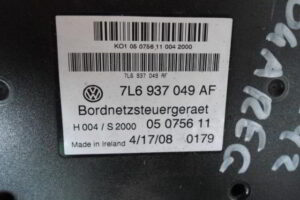 KO1 05 0756 11 004 2000
7L6 937 049 AF
7L6 937 049 AF
Bordnetzsteuergeraet
H 004 / S 2000 05 0756 11
Made in Ireland 4/17/08 0179